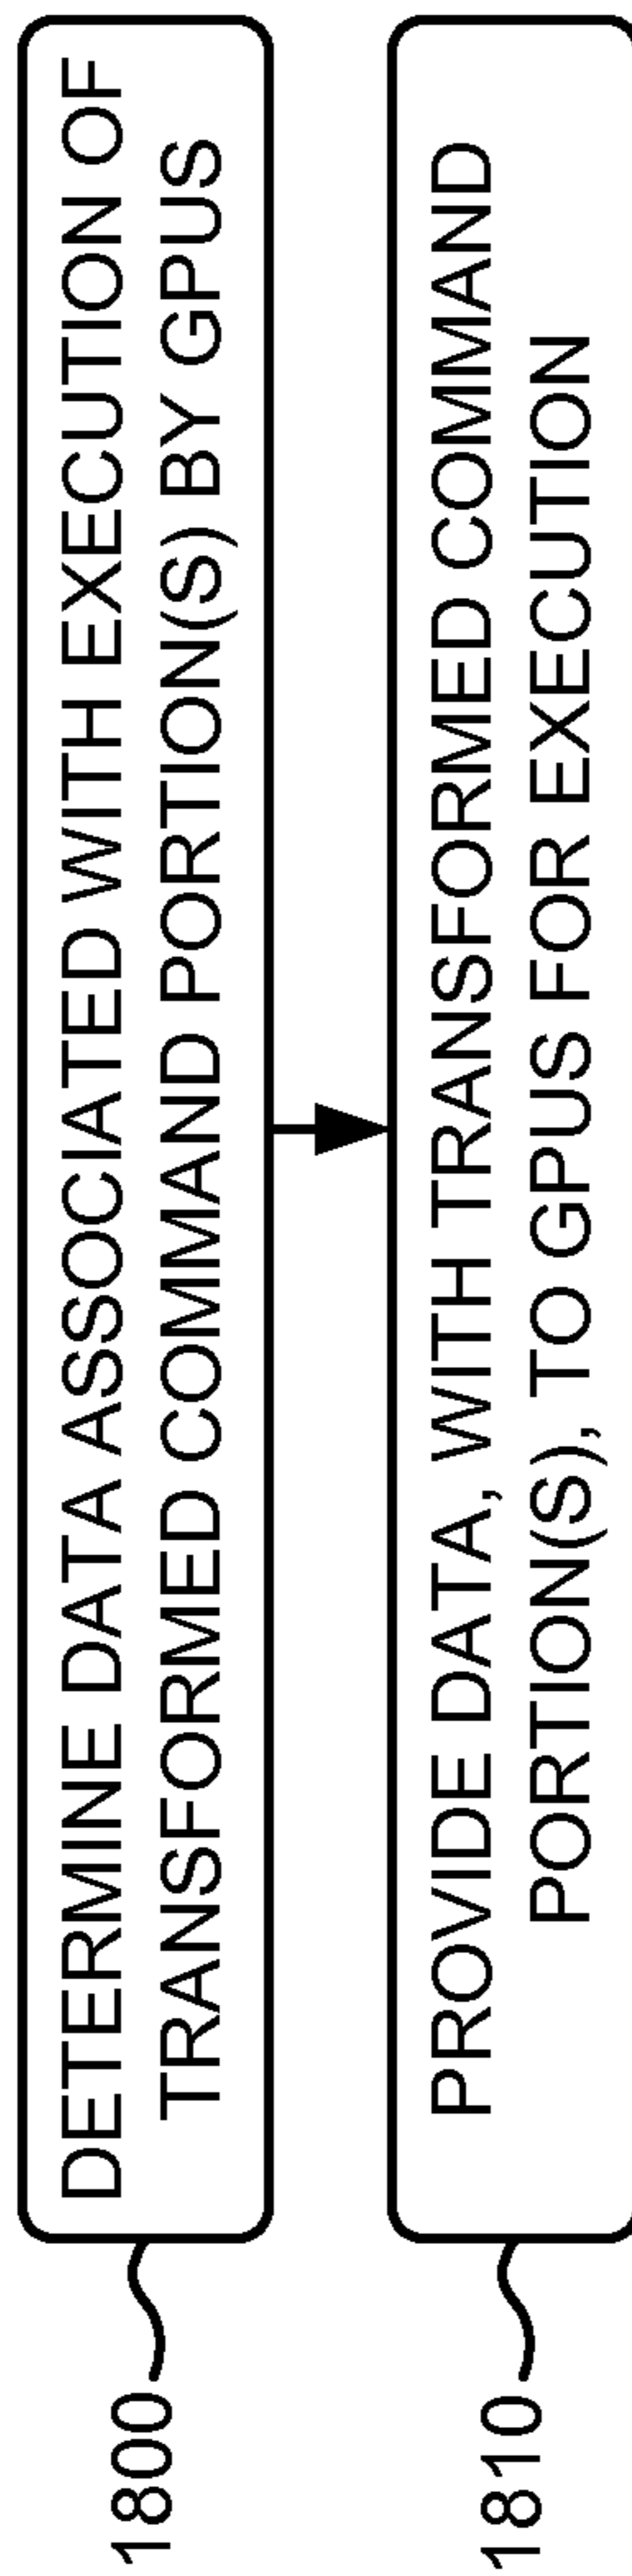 1800
DETERMINE DATA ASSOCIATED WITH EXECUTION OF
TRANSFORMED COMMAND PORTION(S) BY GPUS
1810
PROVIDE DATA, WITH TRANSFORMED COMMAND
PORTION(S), TO GPUS FOR EXECUTION